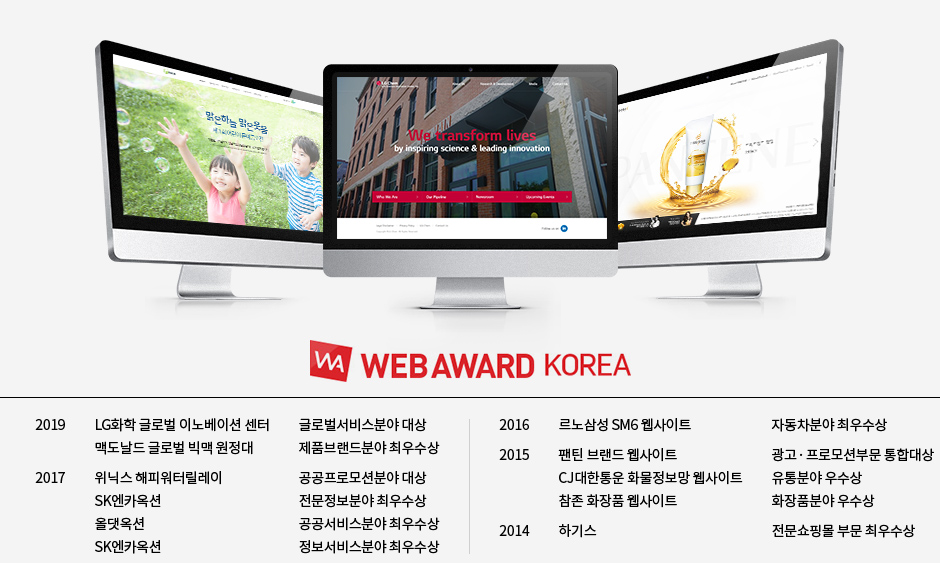 맑은하늘 맑은웃음
We transform lives
by inspiring science & leading innovation
Who We Are
Our Pipeline
Newsroom
Upcoming Events
WA WEB AWARD KOREA
2019 LG화학 글로벌 이노베이션 센터 글로벌서비스분야 대상
맥도날드 글로벌 빅맥 원정대 제품브랜드분야 최우수상
2017 위닉스 해피워터릴레이 공공프로모션분야 대상
SK엔카옥션 전문정보분야 최우수상
올댓옥션 공공서비스분야 최우수상
SK엔카옥션 정보서비스분야 최우수상
2016 르노삼성 SM6 웹사이트 자동차분야 최우수상
2015 팬틴 브랜드 웹사이트 광고 · 프로모션부문 통합대상
CJ대한통운 화물정보망 웹사이트 유통분야 우수상
참존 화장품 웹사이트 화장품분야 우수상
2014 하기스 전문쇼핑몰 부문 최우수상